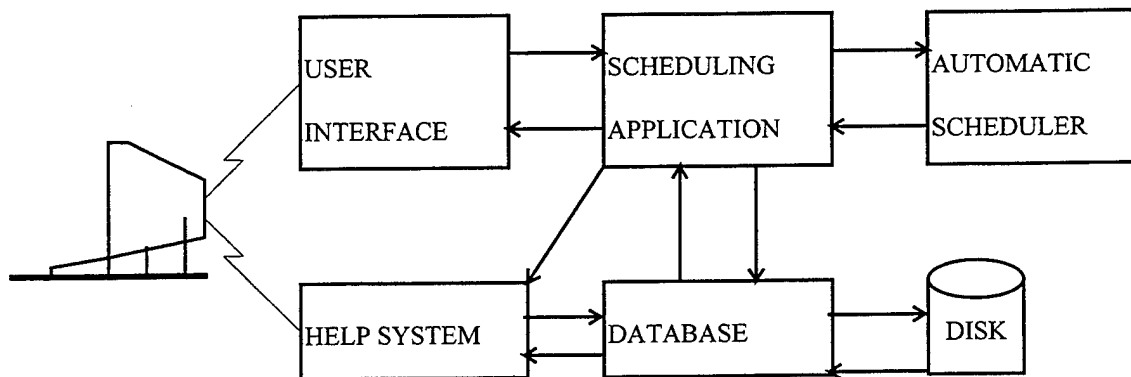 USER
INTERFACE
SCHEDULING
APPLICATION
AUTOMATIC
SCHEDULER
HELP SYSTEM
DATABASE
DISK